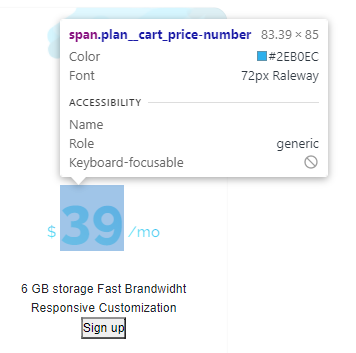 span.plan__cart_price-number 83.39 × 85
Color #2EB0EC
Font 72px Raleway
ACCESSIBILITY
Name
Role generic
Keyboard-focusable
$ 39 /mo
6 GB storage Fast Brandwidht
Responsive Customization
Sign up